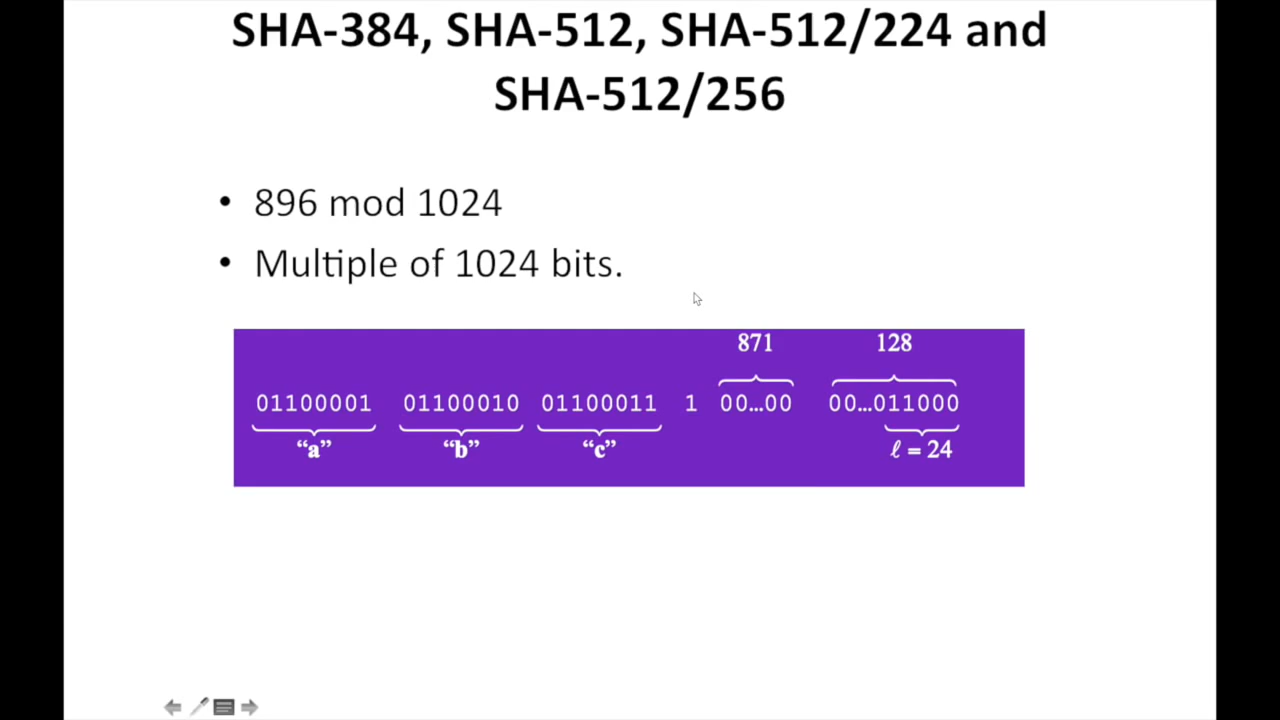 SHA-384, SHA-512, SHA-512/224 and
SHA-512/256
• 896 mod 1024
• Multiple of 1024 bits.
871 128
01100001 01100010 01100011 1 00...00 00...011000
“a” “b” “c” ℓ = 24